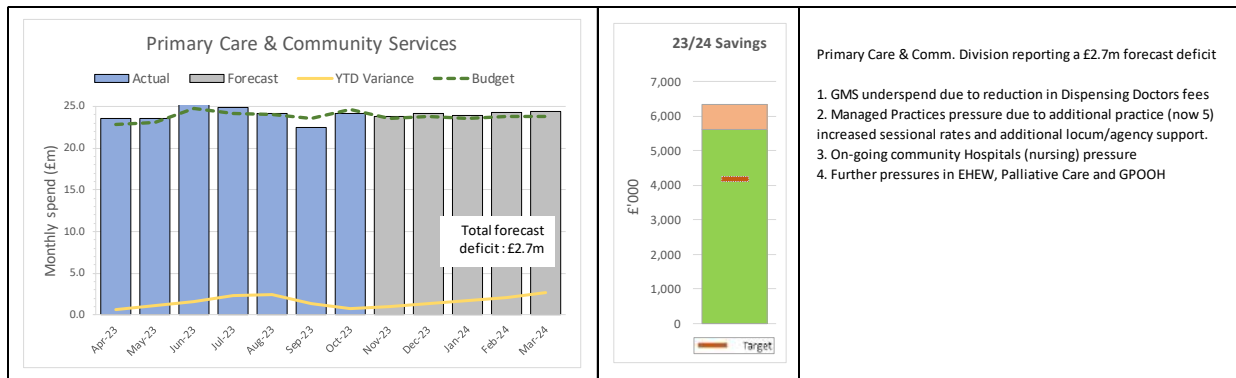 Primary Care & Community Services
Actual Forecast YTD Variance Budget
Monthly spend (£m)
25.0
20.0
15.0
10.0
5.0
0.0
Total forecast
deficit : £2.7m
Apr-23 May-23 Jun-23 Jul-23 Aug-23 Sep-23 Oct-23 Nov-23 Dec-23 Jan-24 Feb-24 Mar-24
23/24 Savings
£'000
7,000
6,000
5,000
4,000
3,000
2,000
1,000
0
Target
Primary Care & Comm. Division reporting a £2.7m forecast deficit
1. GMS underspend due to reduction in Dispensing Doctors fees
2. Managed Practices pressure due to additional practice (now 5)
increased sessional rates and additional locum/agency support.
3. On-going community Hospitals (nursing) pressure
4. Further pressures in EHEW, Palliative Care and GPOOH